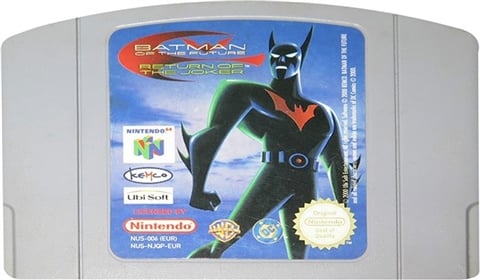 BATMAN
OF THE FUTURE
RETURN OF
THE JOKER
NINTENDO 64
KEMCO
Ubi Soft
LICENSED BY
Nintendo
NUS-006 (EUR)
NUS-NJQP-EUR
WB
DC
Original
Nintendo
Seal of
Quality